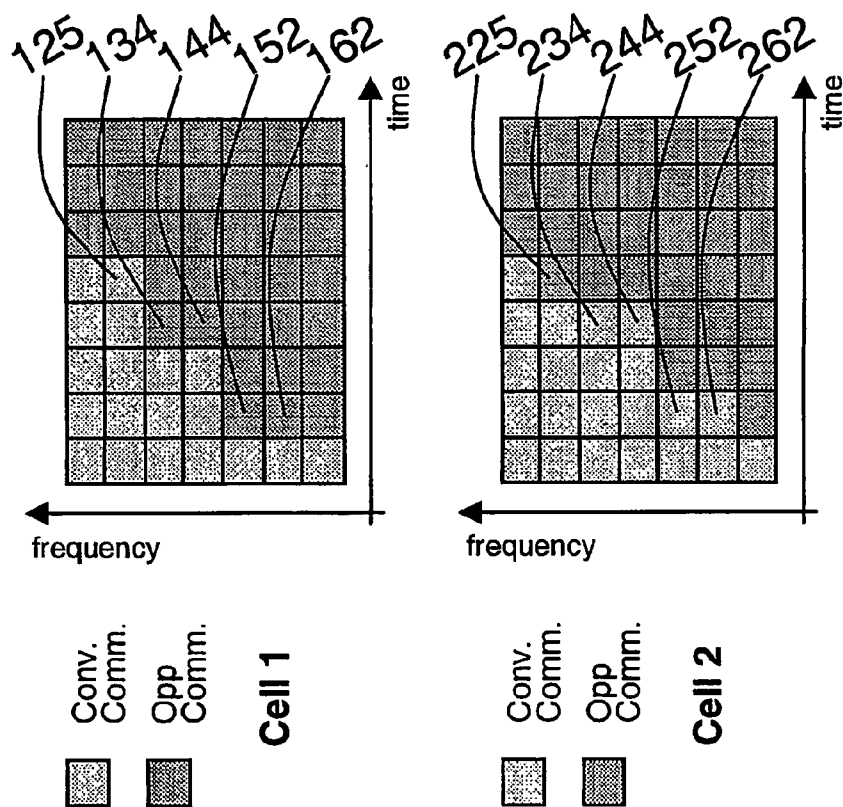 125 134 144 152 162
time
frequency
Conv.
Comm.
Opp
Comm.
Cell 1
225 234 244 252 262
time
frequency
Conv.
Comm.
Opp
Comm.
Cell 2